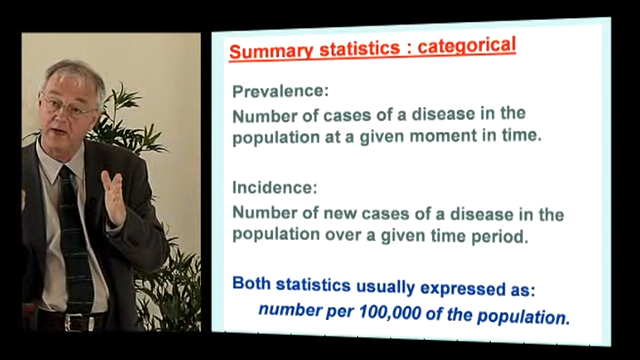 Summary statistics : categorical
Prevalence:
Number of cases of a disease in the
population at a given moment in time.
Incidence:
Number of new cases of a disease in the
population over a given time period.
Both statistics usually expressed as:
number per 100,000 of the population.